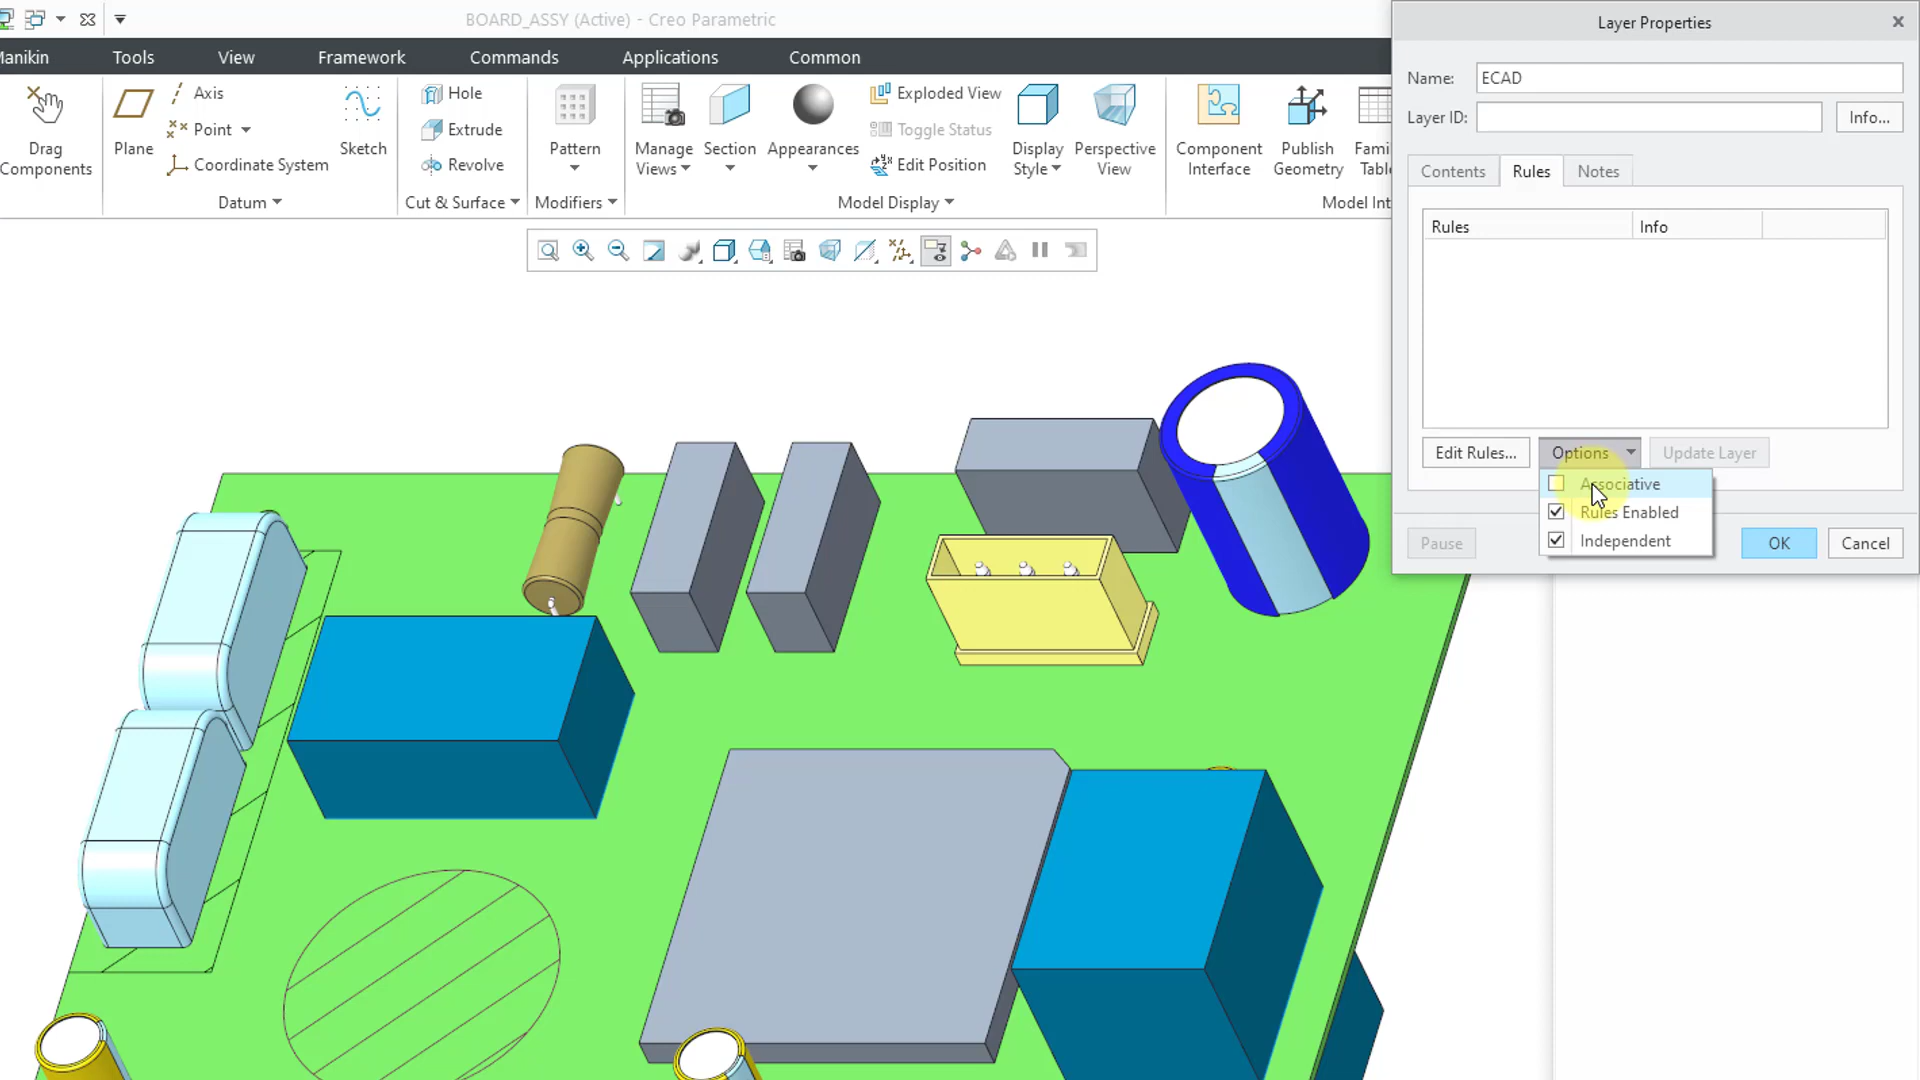 BOARD_ASSY (Active) - Creo Parametric
Manikin Tools View Framework Commands Applications Common
Drag Components
Plane
Axis
Point
Coordinate System
Sketch
Datum
Hole
Extrude
Revolve
Cut & Surface
Pattern
Modifiers
Manage Views
Section
Appearances
Exploded View
Toggle Status
Edit Position
Display Style
Perspective View
Model Display
Component Interface
Publish Geometry
Fami
Table
Model Int
Layer Properties
Name: ECAD
Layer ID:
Info...
Contents Rules Notes
Rules Info
Edit Rules... Options Update Layer
Associative
Rules Enabled
Independent
Pause OK Cancel